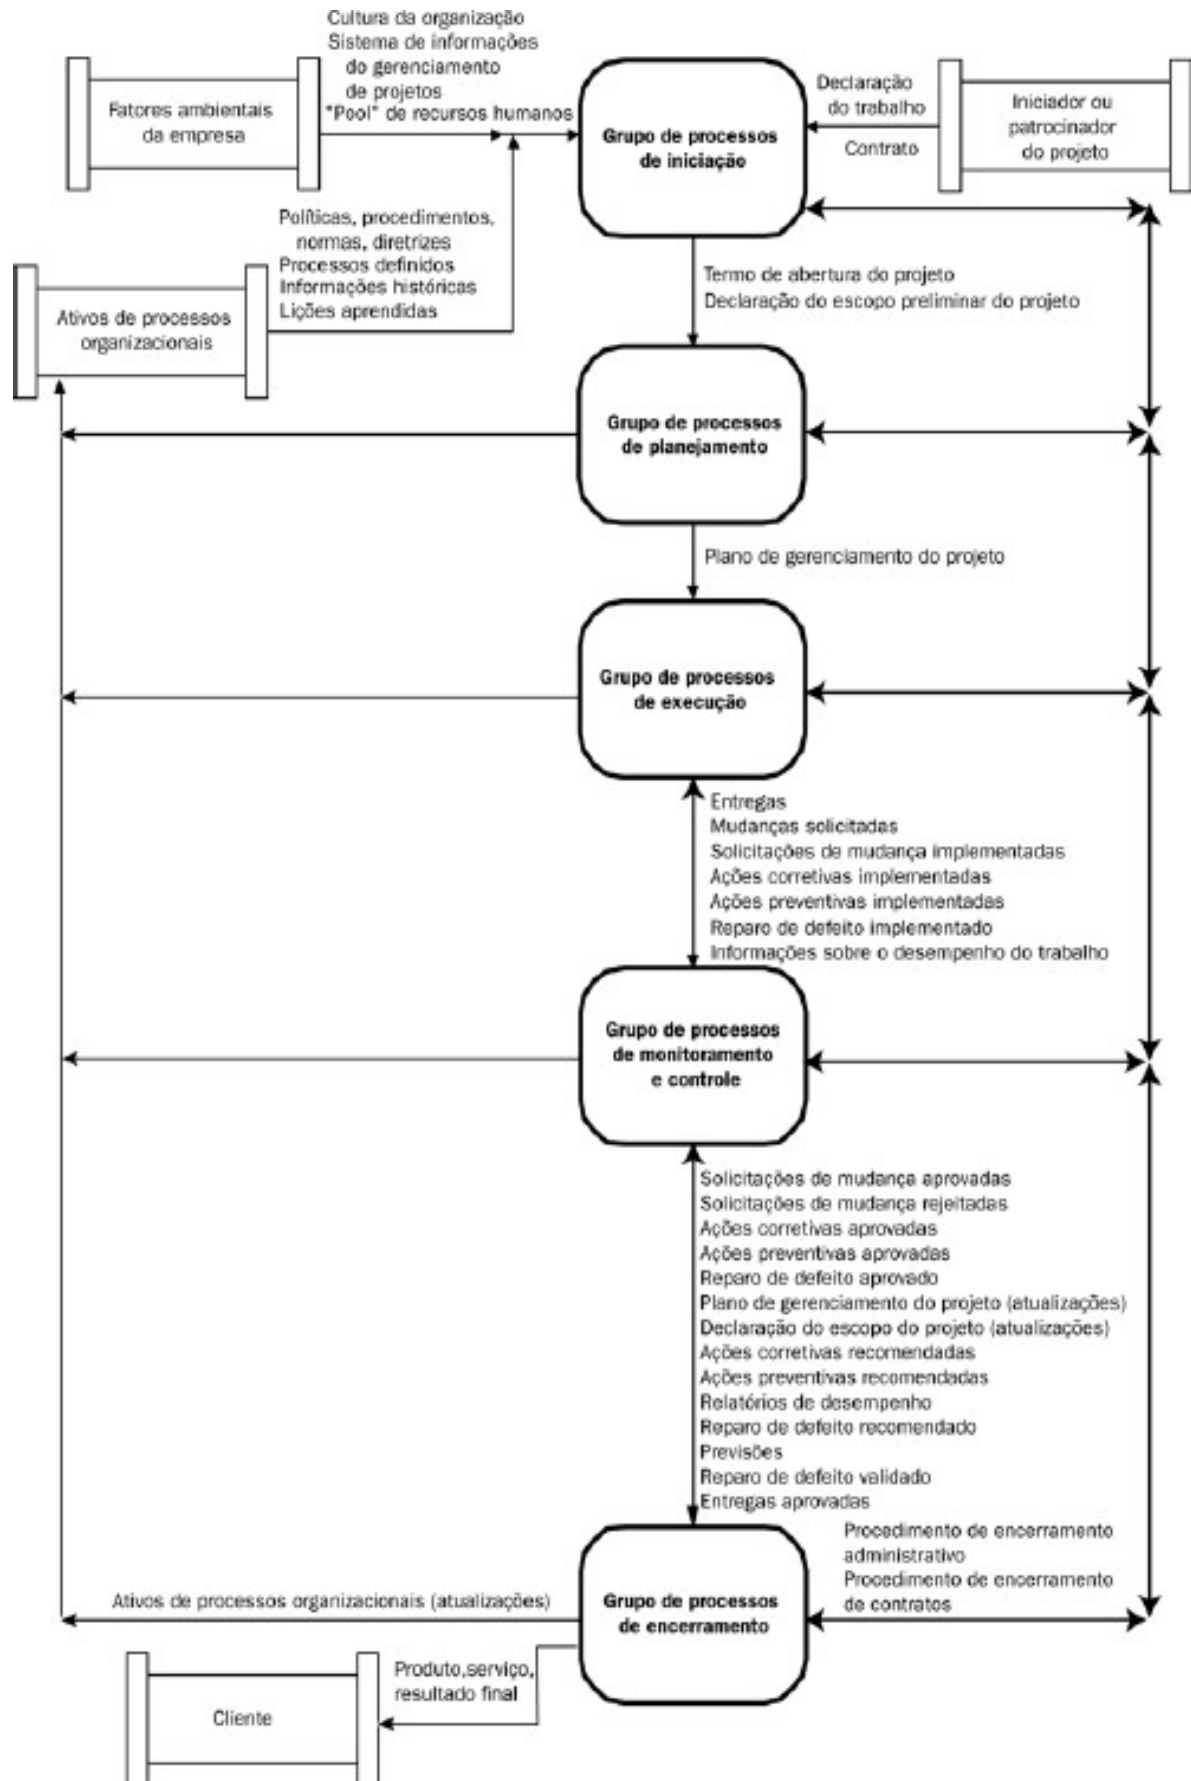 Cultura da organização
Sistema de informações
do gerenciamento
de projetos
"Pool" de recursos humanos
Fatores ambientais
da empresa
Grupo de processos
de iniciação
Declaração
do trabalho
Contrato
Iniciador ou
patrocinador
do projeto
Políticas, procedimentos,
normas, diretrizes
Processos definidos
Informações históricas
Lições aprendidas
Ativos de processos
organizacionais
Termo de abertura do projeto
Declaração do escopo preliminar do projeto
Grupo de processos
de planejamento
Plano de gerenciamento do projeto
Grupo de processos
de execução
Entregas
Mudanças solicitadas
Solicitações de mudança implementadas
Ações corretivas implementadas
Ações preventivas implementadas
Reparo de defeito implementado
Informações sobre o desempenho do trabalho
Grupo de processos
de monitoramento
e controle
Solicitações de mudança aprovadas
Solicitações de mudança rejeitadas
Ações corretivas aprovadas
Ações preventivas aprovadas
Reparo de defeito aprovado
Plano de gerenciamento do projeto (atualizações)
Declaração do escopo do projeto (atualizações)
Ações corretivas recomendadas
Ações preventivas recomendadas
Relatórios de desempenho
Reparo de defeito recomendado
Previsões
Reparo de defeito validado
Entregas aprovadas
Procedimento de encerramento
administrativo
Procedimento de encerramento
de contratos
Ativos de processos organizacionais (atualizações)
Grupo de processos
de encerramento
Produto,serviço,
resultado final
Cliente